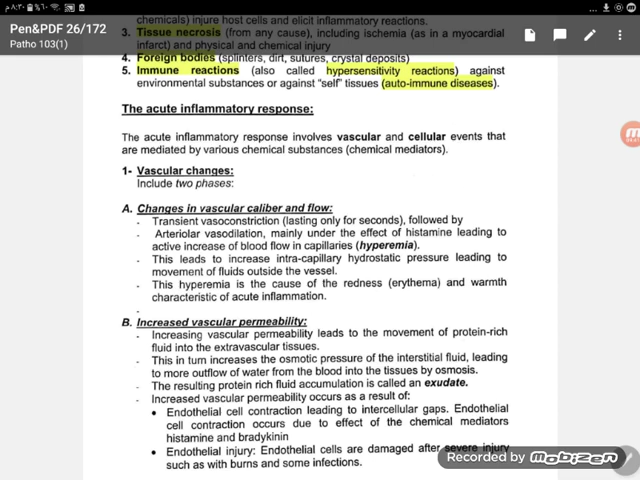 ٨:٣٠ م
٪٦٠
Pen&PDF 26/172
Patho 103(1)
chemicals) injure host cells and elicit inflammatory reactions.
3. Tissue necrosis (from any cause), including ischemia (as in a myocardial
infarct) and physical and chemical injury
4. Foreign bodies (splinters, dirt, sutures, crystal deposits)
5. Immune reactions (also called hypersensitivity reactions) against
environmental substances or against "self" tissues (auto-immune diseases).
The acute inflammatory response:
The acute inflammatory response involves vascular and cellular events that
are mediated by various chemical substances (chemical mediators).
1- Vascular changes:
Include two phases:
A. Changes in vascular caliber and flow:
- Transient vasoconstriction (lasting only for seconds), followed by
- Arteriolar vasodilation, mainly under the effect of histamine leading to
active increase of blood flow in capillaries (hyperemia).
- This leads to increase intra-capillary hydrostatic pressure leading to
movement of fluids outside the vessel.
- This hyperemia is the cause of the redness (erythema) and warmth
characteristic of acute inflammation.
-
B. Increased vascular permeability:
- Increasing vascular permeability leads to the movement of protein-rich
fluid into the extravascular tissues.
- This in turn increases the osmotic pressure of the interstitial fluid, leading
to more outflow of water from the blood into the tissues by osmosis.
- The resulting protein rich fluid accumulation is called an exudate.
- Increased vascular permeability occurs as a result of:
• Endothelial cell contraction leading to intercellular gaps. Endothelial
cell contraction occurs due to effect of the chemical mediators
histamine and bradykinin
• Endothelial injury: Endothelial cells are damaged after severe injury
such as with burns and some infections.
Recorded by Mobizen